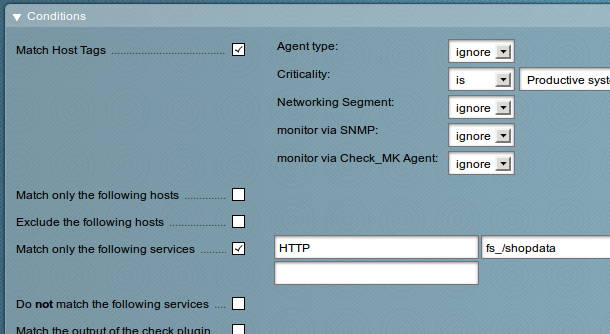 Conditions
Match Host Tags
Agent type: ignore
Criticality: is Productive
Networking Segment: ignore
monitor via SNMP: ignore
monitor via Check_MK Agent: ignore
Match only the following hosts
Exclude the following hosts
Match only the following services HTTP fs_/shopdata
Do not match the following services
Match the output of the check plugin